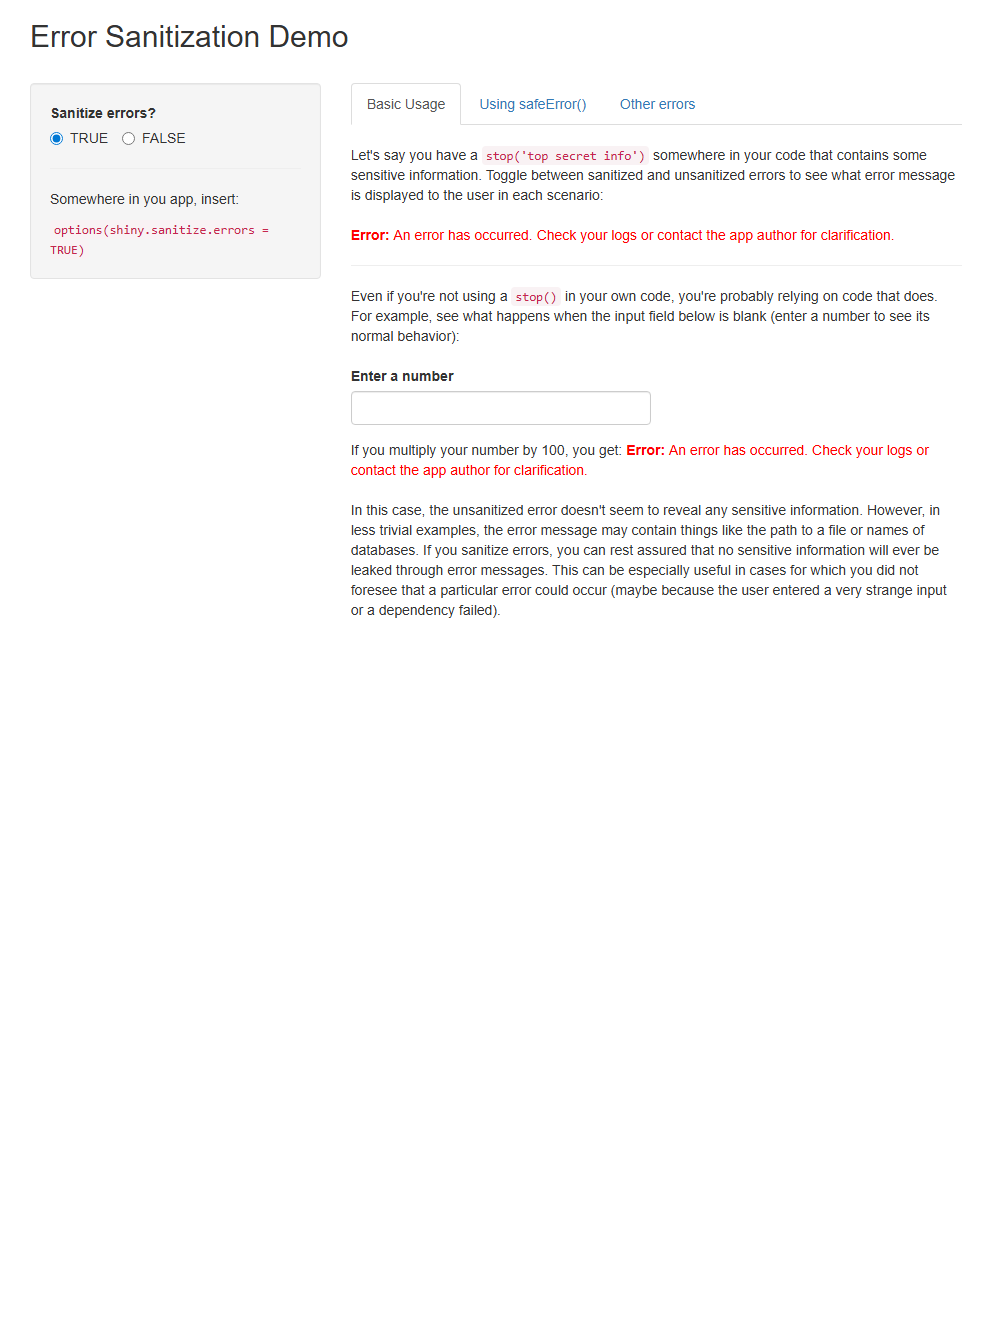 Error Sanitization Demo
Sanitize errors?
TRUE FALSE
Somewhere in you app, insert:
options(shiny.sanitize.errors =
TRUE)
Basic Usage Using safeError() Other errors
Let's say you have a stop('top secret info') somewhere in your code that contains some
sensitive information. Toggle between sanitized and unsanitized errors to see what error message
is displayed to the user in each scenario:
Error: An error has occurred. Check your logs or contact the app author for clarification.
Even if you're not using a stop() in your own code, you're probably relying on code that does.
For example, see what happens when the input field below is blank (enter a number to see its
normal behavior):
Enter a number
If you multiply your number by 100, you get: Error: An error has occurred. Check your logs or
contact the app author for clarification.
In this case, the unsanitized error doesn't seem to reveal any sensitive information. However, in
less trivial examples, the error message may contain things like the path to a file or names of
databases. If you sanitize errors, you can rest assured that no sensitive information will ever be
leaked through error messages. This can be especially useful in cases for which you did not
foresee that a particular error could occur (maybe because the user entered a very strange input
or a dependency failed).